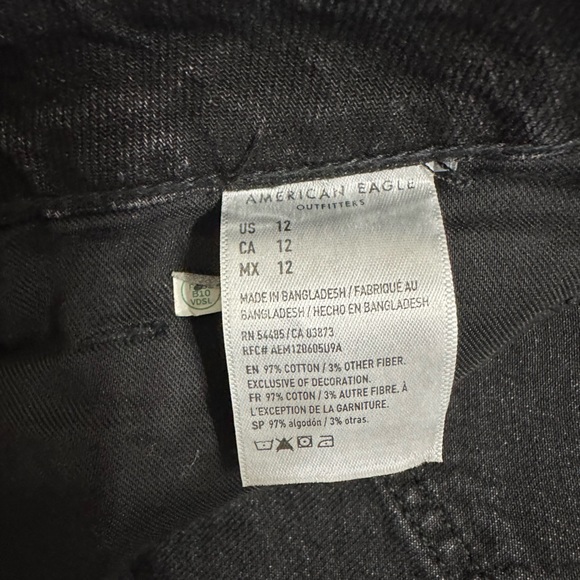 AMERICAN EAGLE
OUTFITTERS
US 12
CA 12
MX 12
MADE IN BANGLADESH / FABRIQUÉ AU
BANGLADESH / HECHO EN BANGLADESH
RN 54485 / CA 03873
RFC# AEM120605U9A
EN 97% COTTON / 3% OTHER FIBER.
EXCLUSIVE OF DECORATION.
FR 97% COTON / 3% AUTRE FIBRE. À
L'EXCEPTION DE LA GARNITURE.
SP 97% algodón / 3% otras.
B10
VDSL